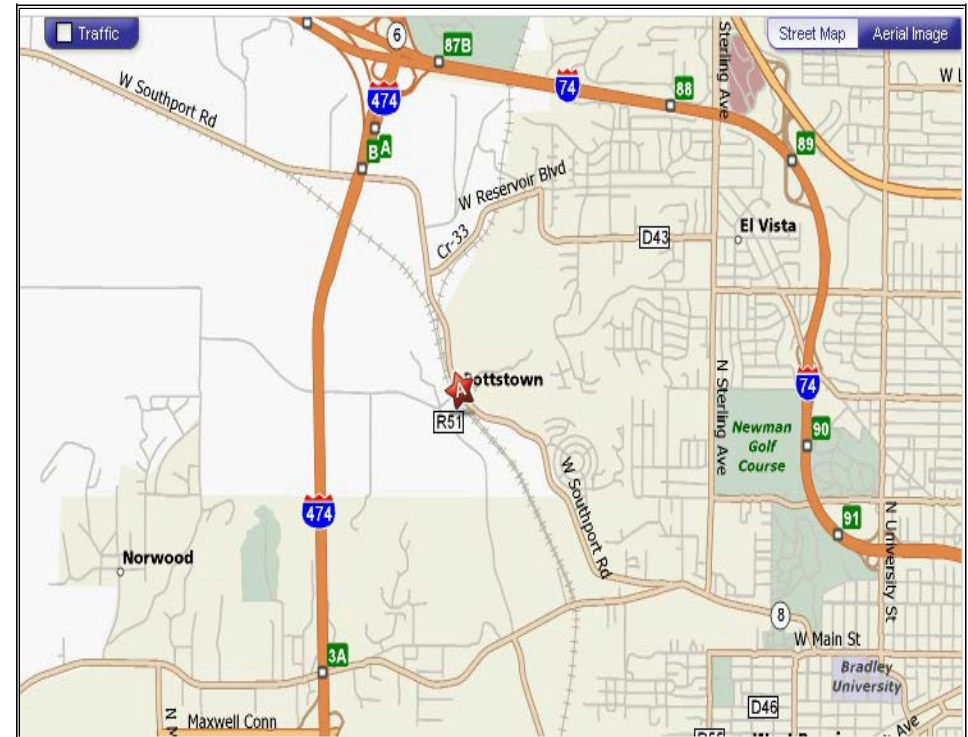 Traffic
Street Map
Aerial Image
6
87B
474
74
88
Sterling Ave
W L
W Southport Rd
B
A
89
W Reservoir Blvd
Cr-33
D43
El Vista
A
ottstown
R51
N Sterling Ave
74
Newman
Golf
Course
90
W Southport Rd
474
91
N University St
Norwood
8
W Main St
3A
Bradley
University
D46
Maxwell Conn
Ave